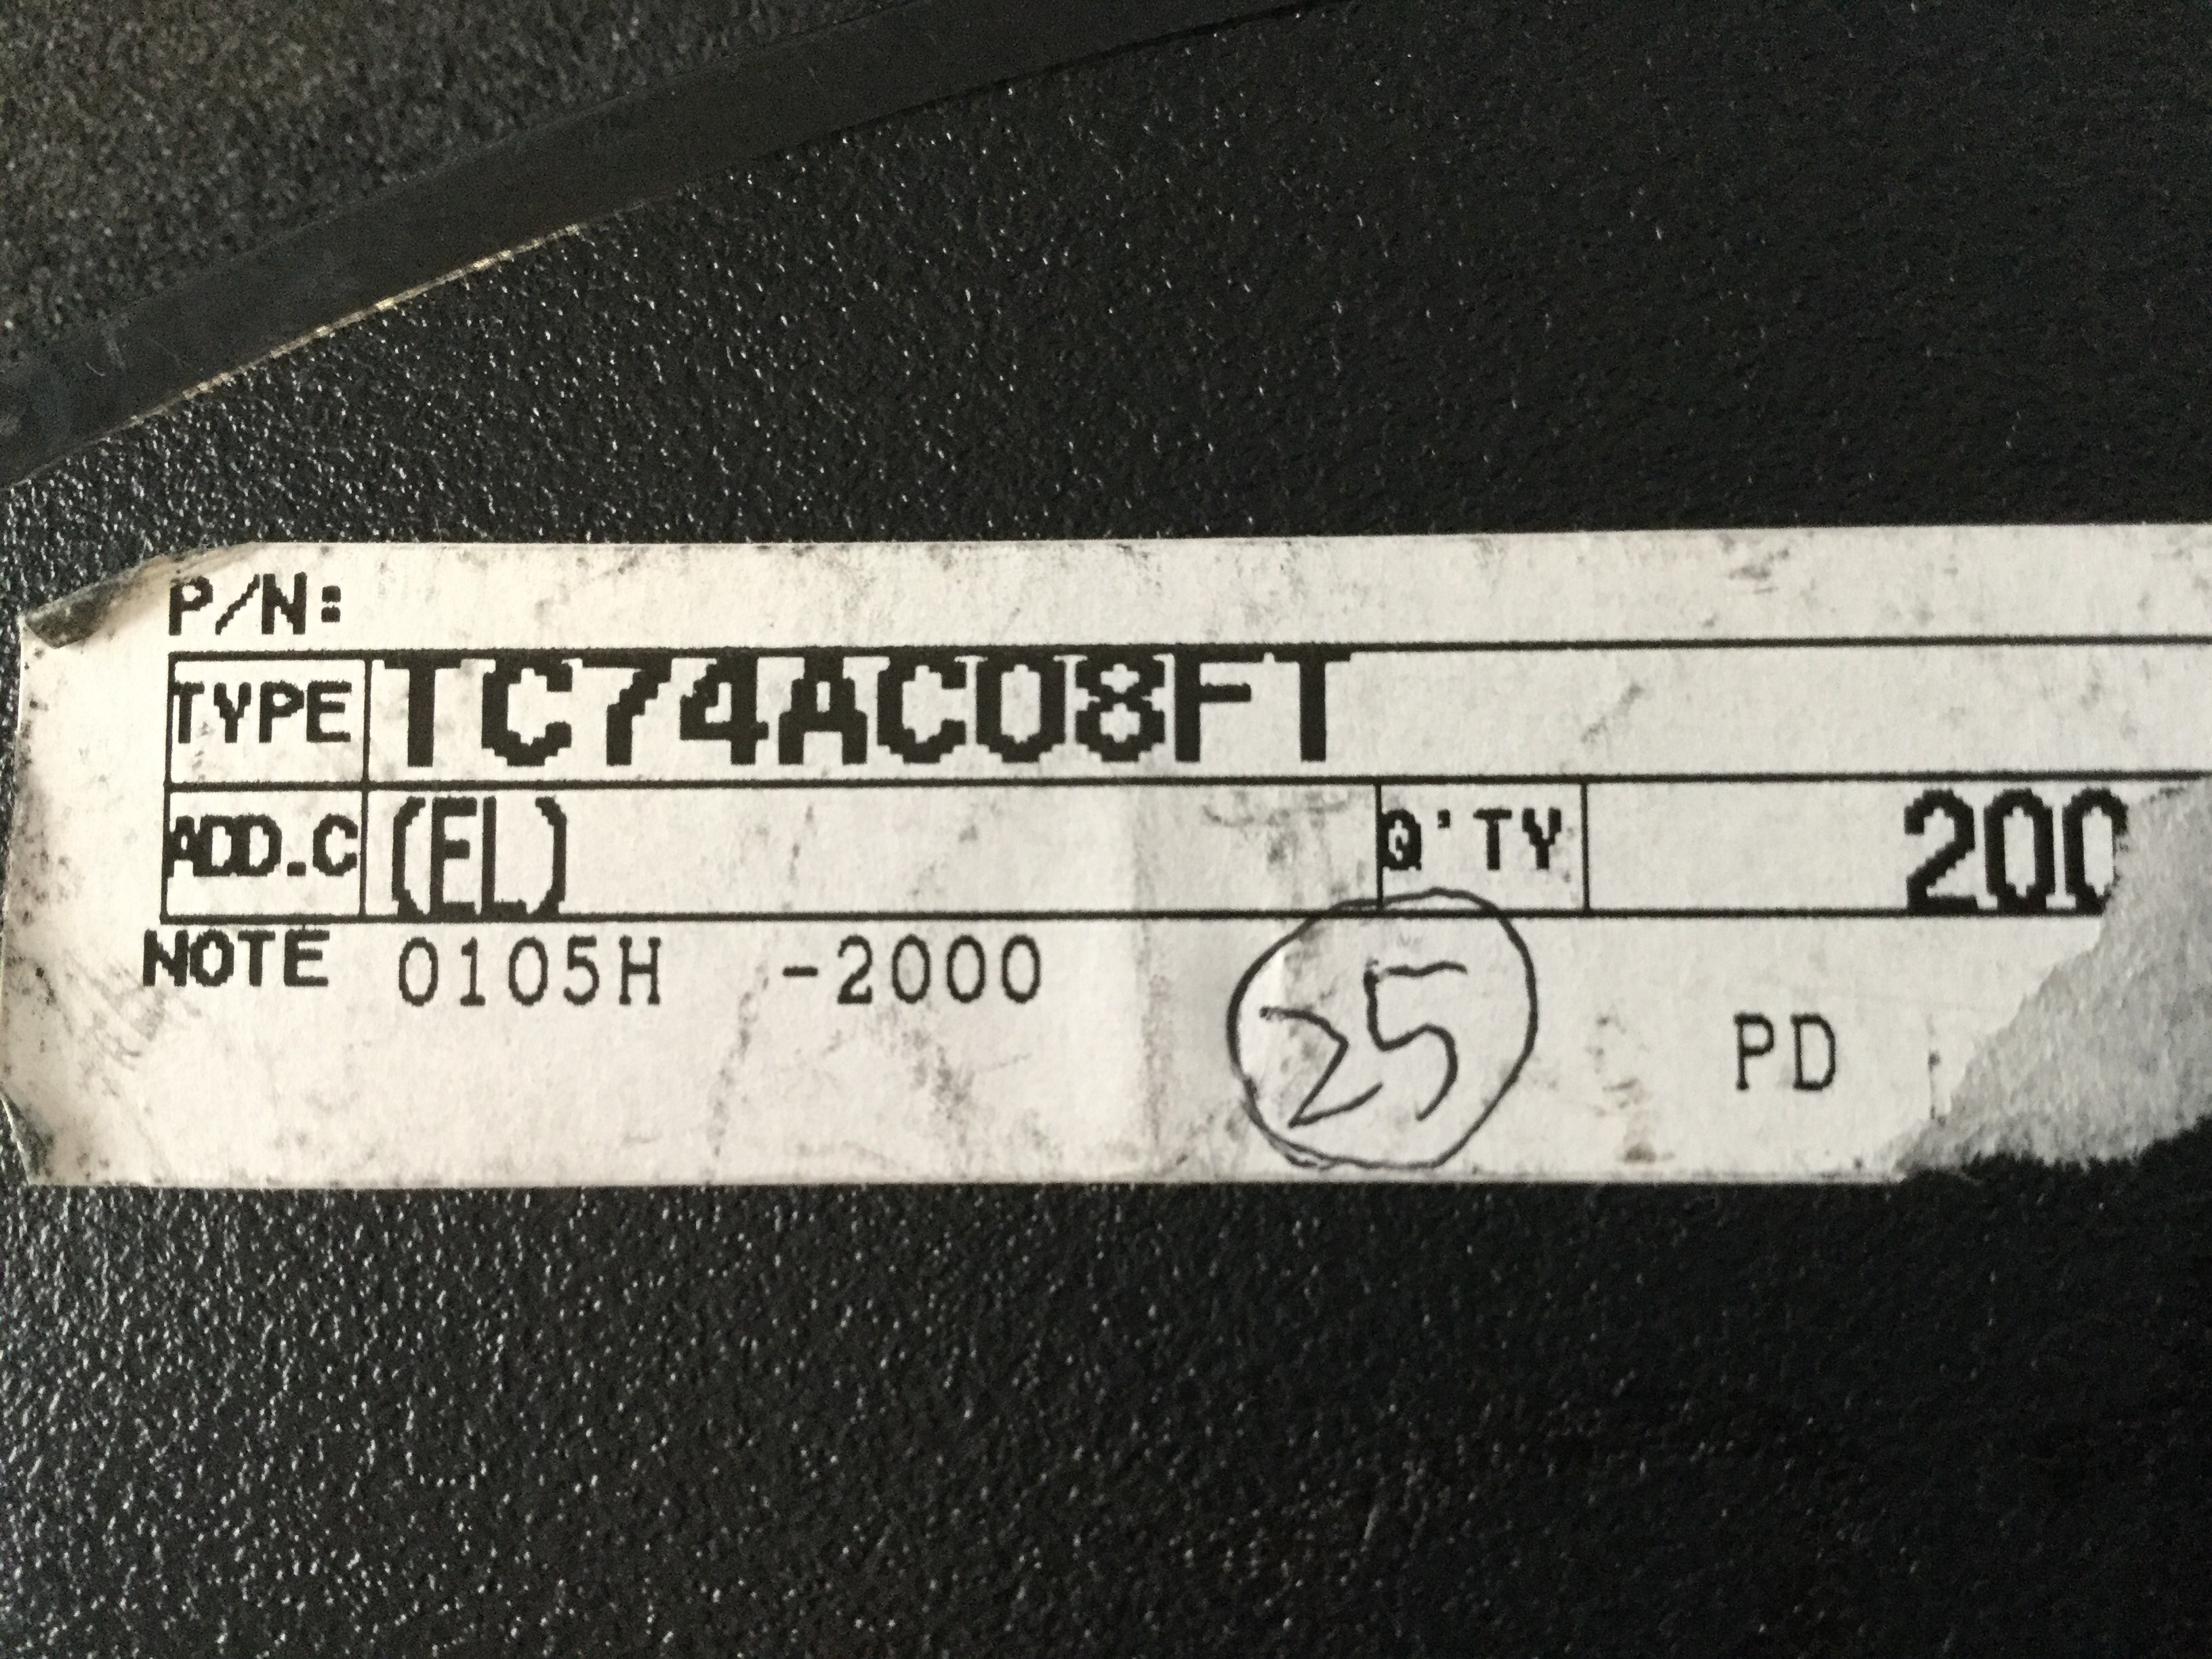 P/N:
TYPE TC74AC08FT
ADD.C (EL) Q'TY 200
NOTE 0105H -2000
25
PD